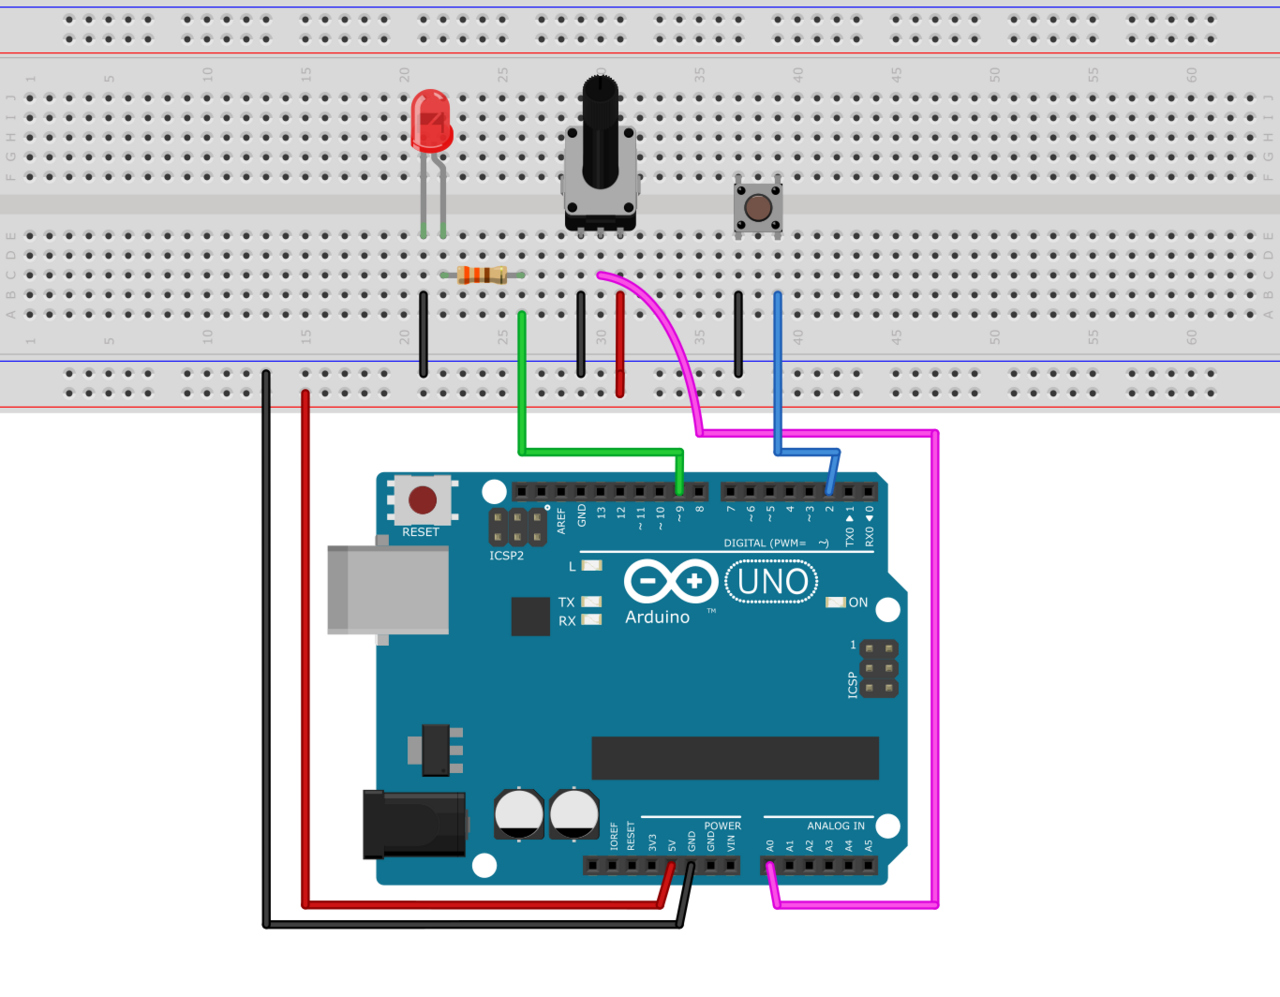 1 5 10 15 20 25 30 35 40 45 50 55 60
J J
I I
H H
G G
F F
E E
D D
C C
B B
A A
1 5 10 15 20 25 30 35 40 45 50 55 60
RESET
ICSP2
AREF
GND
13
12
~11
~10
~9
8
7
~6
~5
4
~3
2
TX0 ▶ 1
RX0 ◀ 0
DIGITAL (PWM= ~)
L
TX
RX
UNO
Arduino
™
ON
1
ICSP
POWER
ANALOG IN
IOREF
RESET
3V3
5V
GND
GND
VIN
A0
A1
A2
A3
A4
A5